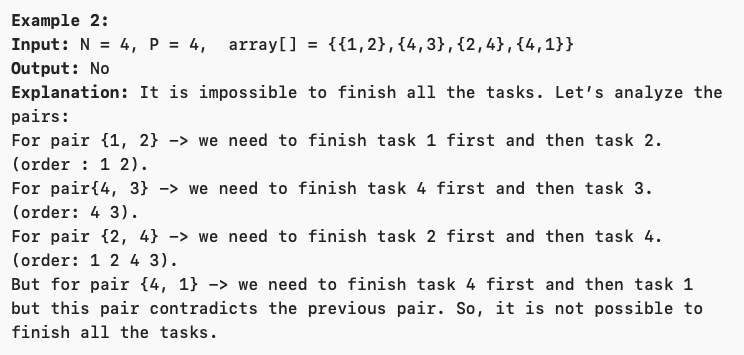 Example 2:
Input: N = 4, P = 4,  array[] = {{1,2},{4,3},{2,4},{4,1}}
Output: No
Explanation: It is impossible to finish all the tasks. Let’s analyze the
pairs:
For pair {1, 2} –> we need to finish task 1 first and then task 2.
(order : 1 2).
For pair{4, 3} –> we need to finish task 4 first and then task 3.
(order: 4 3).
For pair {2, 4} –> we need to finish task 2 first and then task 4.
(order: 1 2 4 3).
But for pair {4, 1} –> we need to finish task 4 first and then task 1
but this pair contradicts the previous pair. So, it is not possible to
finish all the tasks.